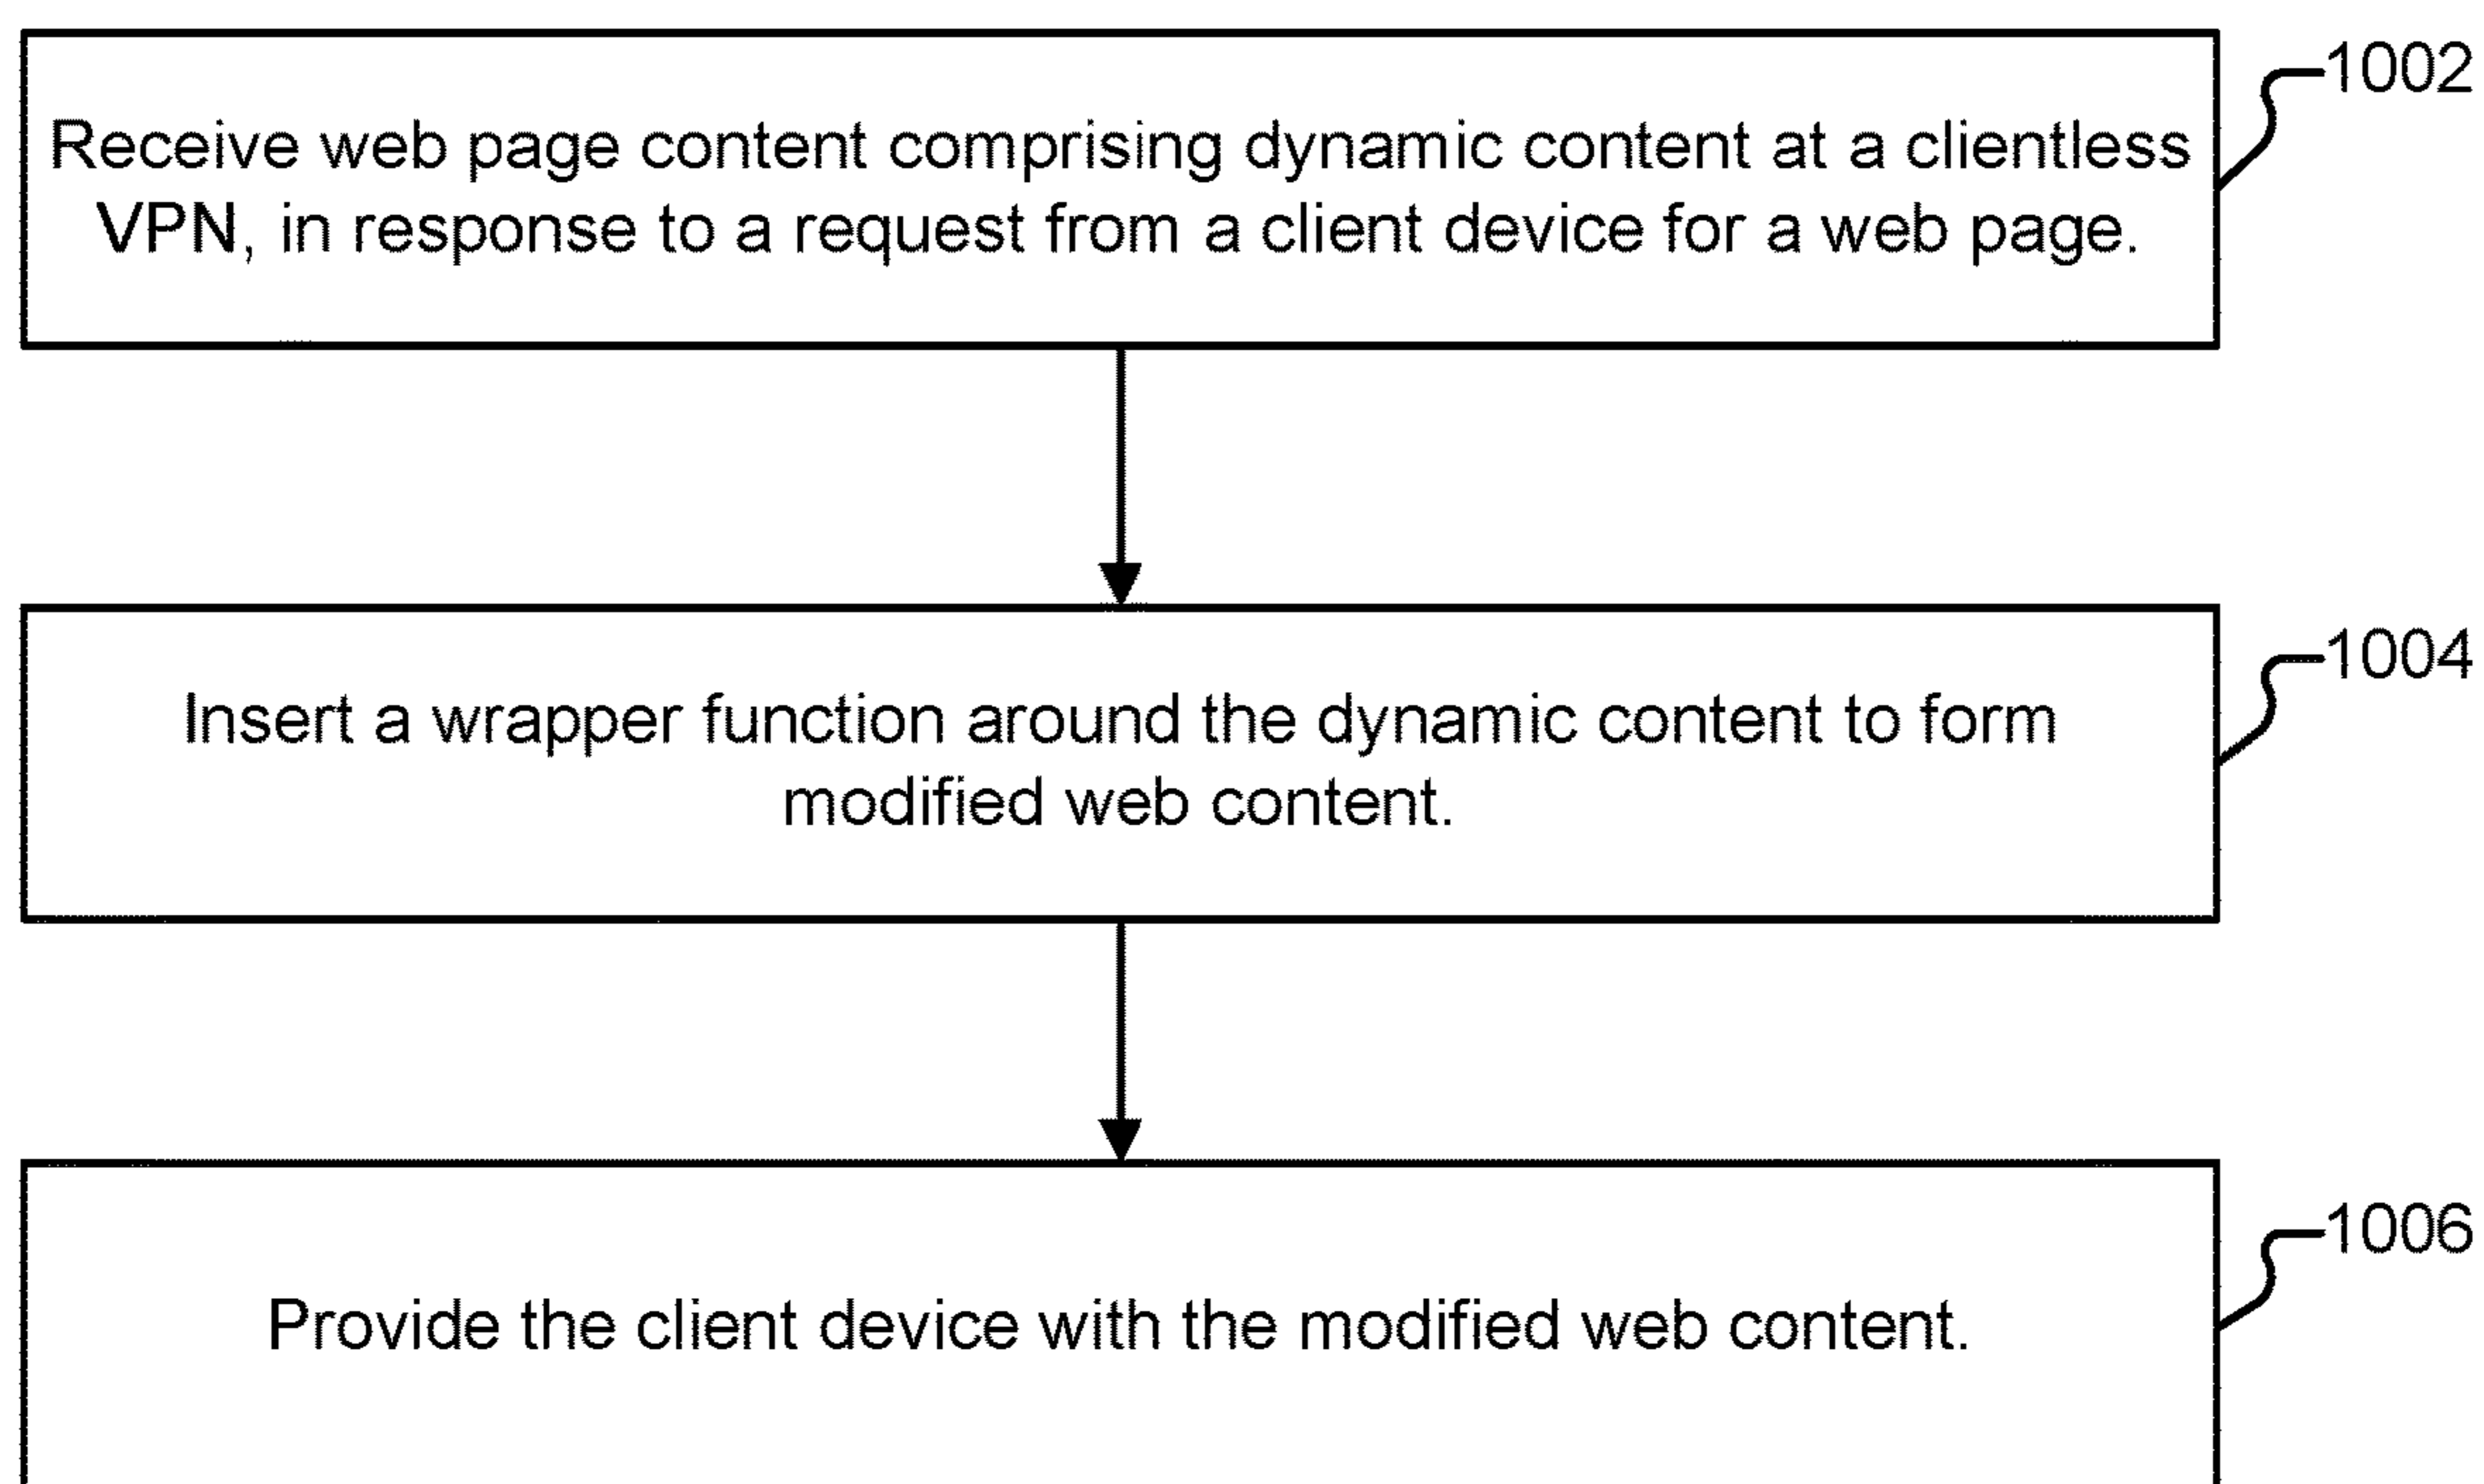 1002
Receive web page content comprising dynamic content at a clientless
VPN, in response to a request from a client device for a web page.
1004
Insert a wrapper function around the dynamic content to form
modified web content.
1006
Provide the client device with the modified web content.